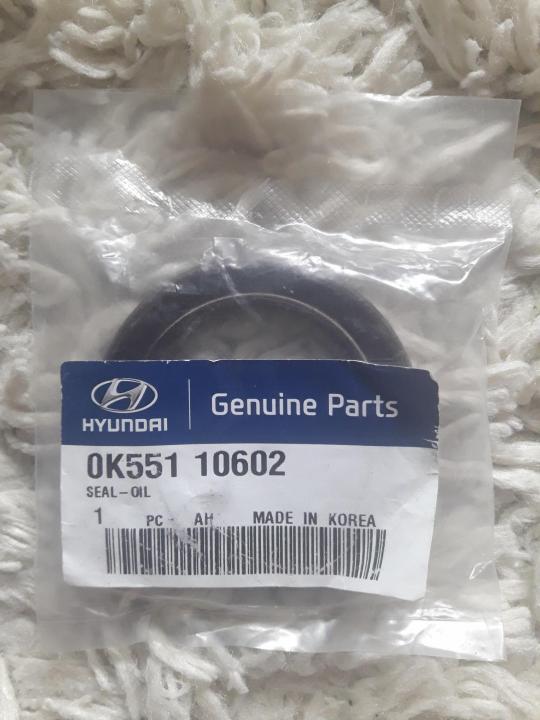 HYUNDAI
Genuine Parts
0K551 10602
SEAL-OIL
1 PC AH MADE IN KOREA